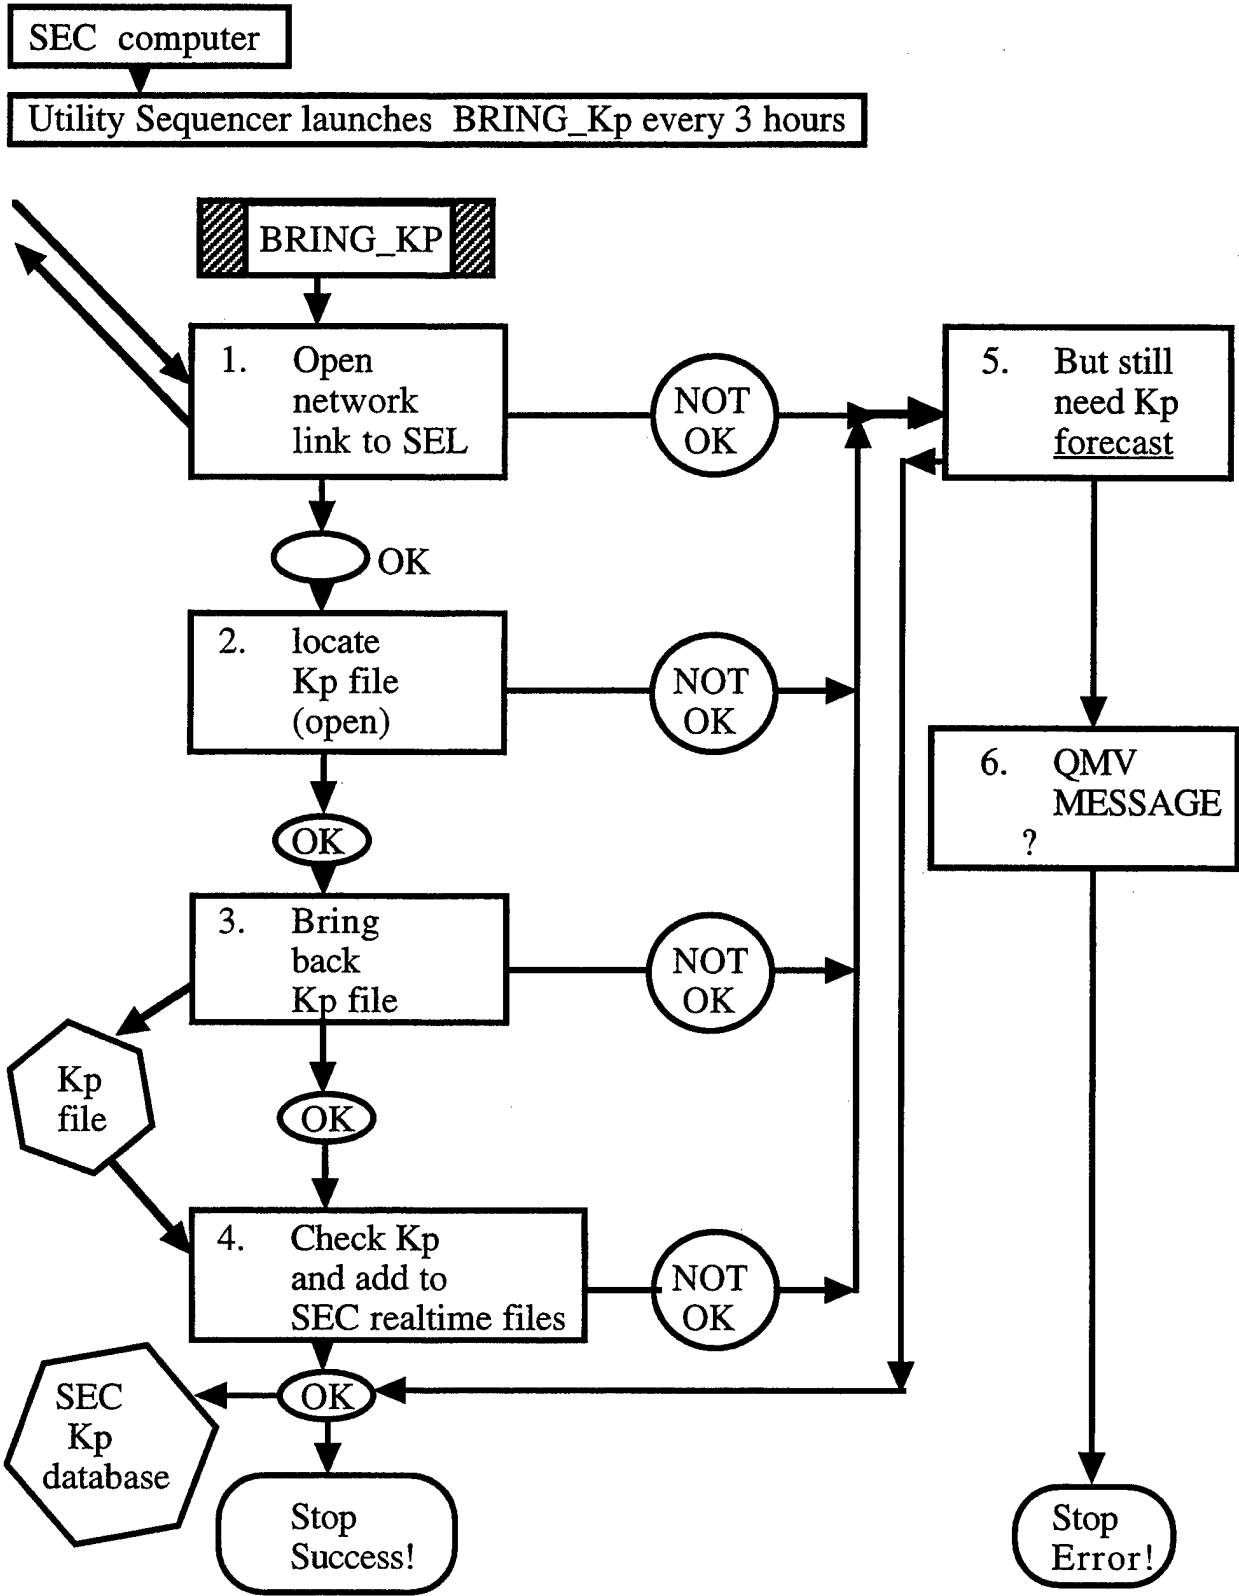 SEC computer
Utility Sequencer launches BRING_Kp every 3 hours
BRING_KP
1. Open
network
link to SEL
NOT
OK
5. But still
need Kp
forecast
OK
2. locate
Kp file
(open)
NOT
OK
6. QMV
MESSAGE
?
OK
3. Bring
back
Kp file
NOT
OK
Kp
file
OK
4. Check Kp
and add to
SEC realtime files
NOT
OK
OK
SEC
Kp
database
Stop
Success!
Stop
Error!